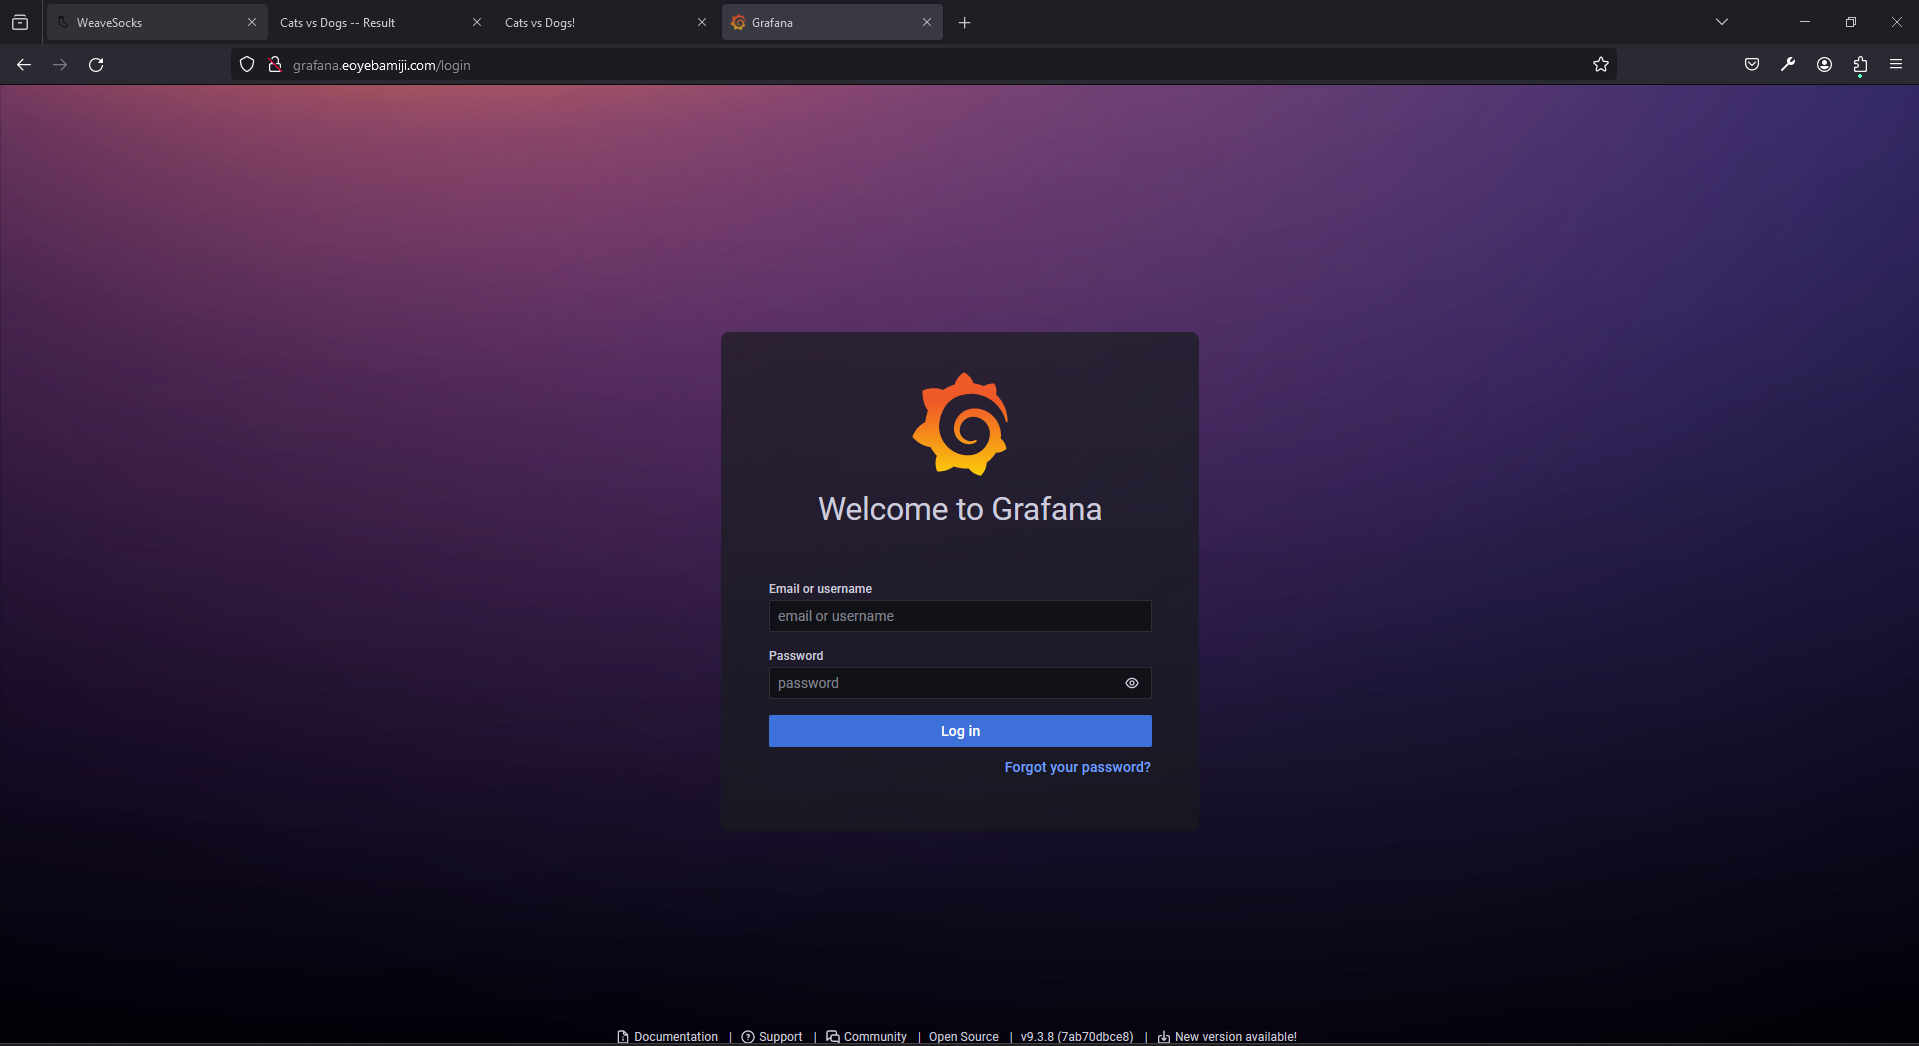 WeaveSocks
Cats vs Dogs -- Result
Cats vs Dogs!
Grafana
grafana.eoyebamiji.com/login
Welcome to Grafana
Email or username
email or username
Password
password
Log in
Forgot your password?
Documentation | Support | Community | Open Source | v9.3.8 (7ab70dbce8) | New version available!